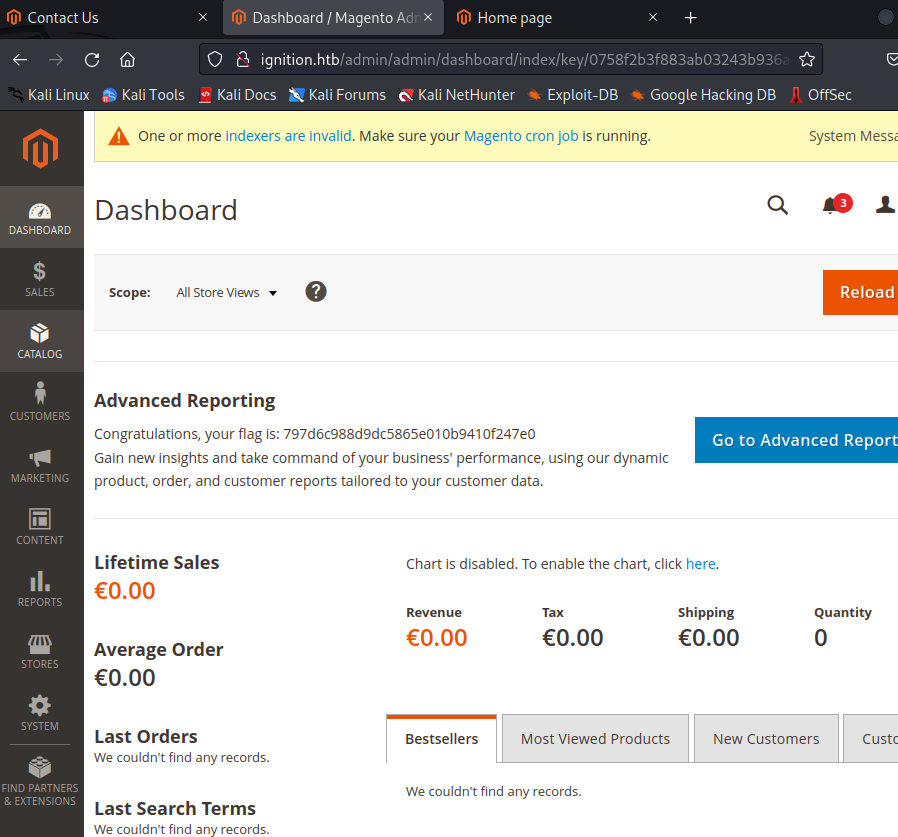 Contact Us
Dashboard / Magento Adm
Home page
ignition.htb/admin/admin/dashboard/index/key/0758f2b3f883ab03243b936a
Kali Linux Kali Tools Kali Docs Kali Forums Kali NetHunter Exploit-DB Google Hacking DB OffSec
One or more indexers are invalid. Make sure your Magento cron job is running. System Messa
Dashboard
3
DASHBOARD
SALES
CATALOG
CUSTOMERS
MARKETING
CONTENT
REPORTS
STORES
SYSTEM
FIND PARTNERS
& EXTENSIONS
Scope: All Store Views ?
Reload
Advanced Reporting
Congratulations, your flag is: 797d6c988d9dc5865e010b9410f247e0
Gain new insights and take command of your business' performance, using our dynamic
product, order, and customer reports tailored to your customer data.
Go to Advanced Report
Lifetime Sales
€0.00
Average Order
€0.00
Last Orders
We couldn't find any records.
Last Search Terms
We couldn't find any records.
Chart is disabled. To enable the chart, click here.
Revenue Tax Shipping Quantity
€0.00 €0.00 €0.00 0
Bestsellers Most Viewed Products New Customers Custo
We couldn't find any records.